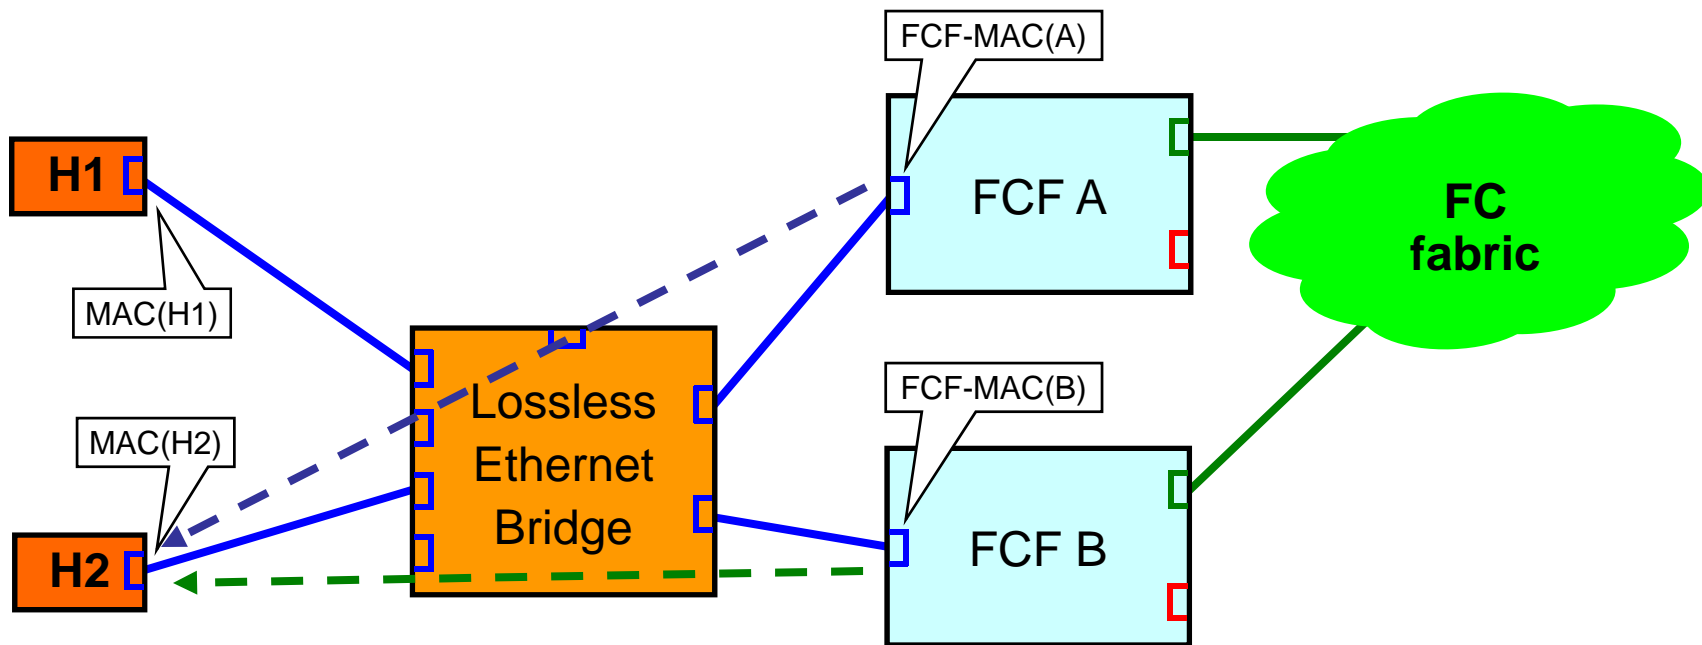 FCF-MAC(A)
H1
FCF A
FC
fabric
MAC(H1)
Lossless
Ethernet
Bridge
FCF-MAC(B)
MAC(H2)
H2
FCF B